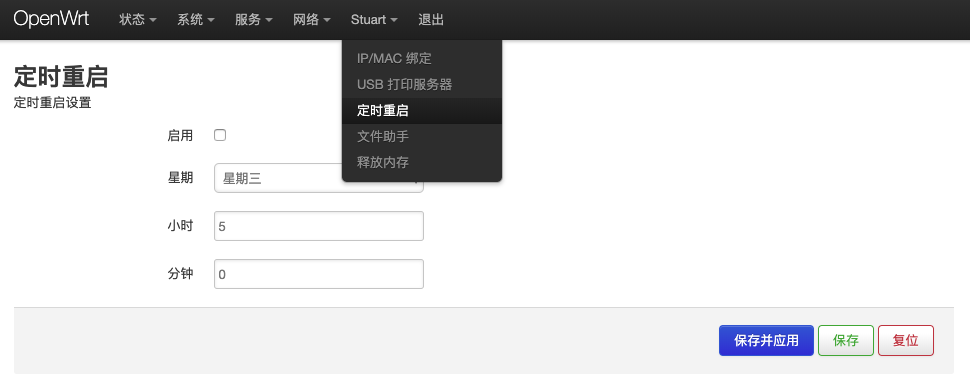 OpenWrt 状态 系统 服务 网络 Stuart 退出
IP/MAC 绑定
USB 打印服务器
定时重启
文件助手
释放内存
定时重启
定时重启设置
启用
星期 星期三
小时 5
分钟 0
保存并应用 保存 复位